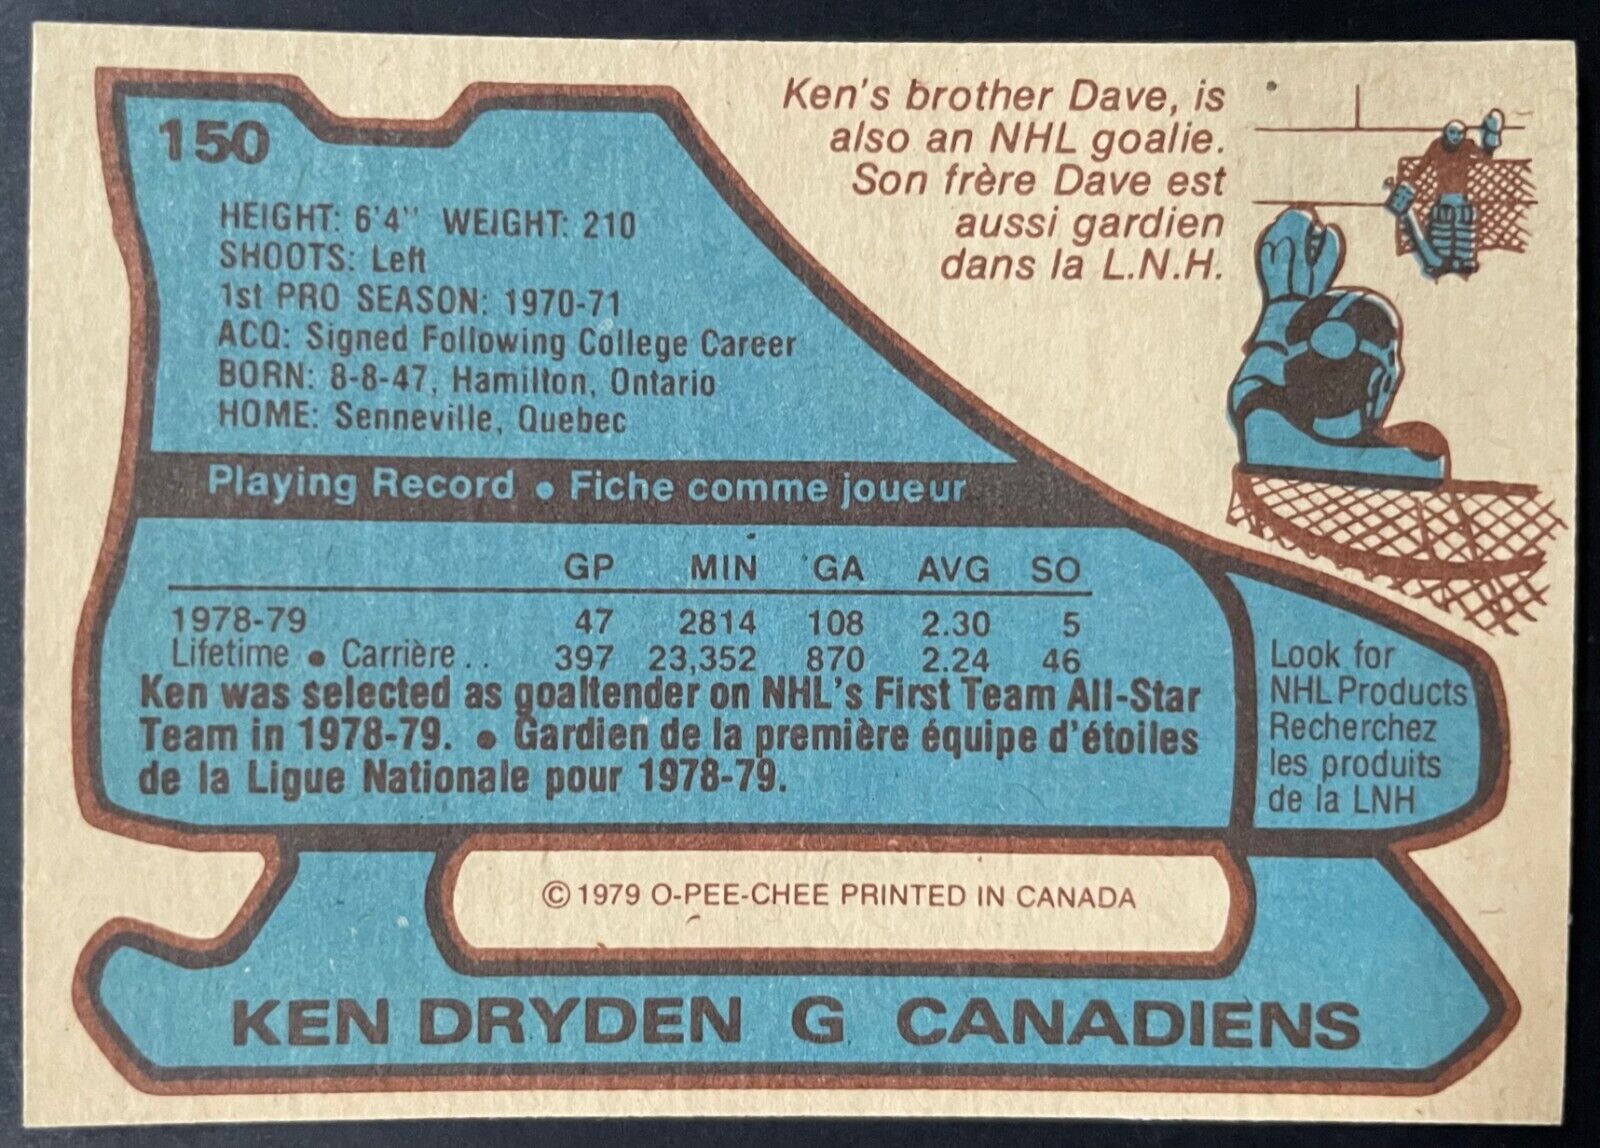 150
Ken's brother Dave, is
also an NHL goalie.
Son frère Dave est
aussi gardien
dans la L.N.H.
HEIGHT: 6'4" WEIGHT: 210
SHOOTS: Left
1st PRO SEASON: 1970-71
ACQ: Signed Following College Career
BORN: 8-8-47, Hamilton, Ontario
HOME: Senneville, Quebec
Playing Record • Fiche comme joueur
GP MIN GA AVG SO
1978-79 47 2814 108 2.30 5
Lifetime • Carrière . . 397 23,352 870 2.24 46
Ken was selected as goaltender on NHL's First Team All-Star
Team in 1978-79. • Gardien de la première équipe d'étoiles
de la Ligue Nationale pour 1978-79.
Look for
NHL Products
Recherchez
les produits
de la LNH
© 1979 O-PEE-CHEE PRINTED IN CANADA
KEN DRYDEN G CANADIENS